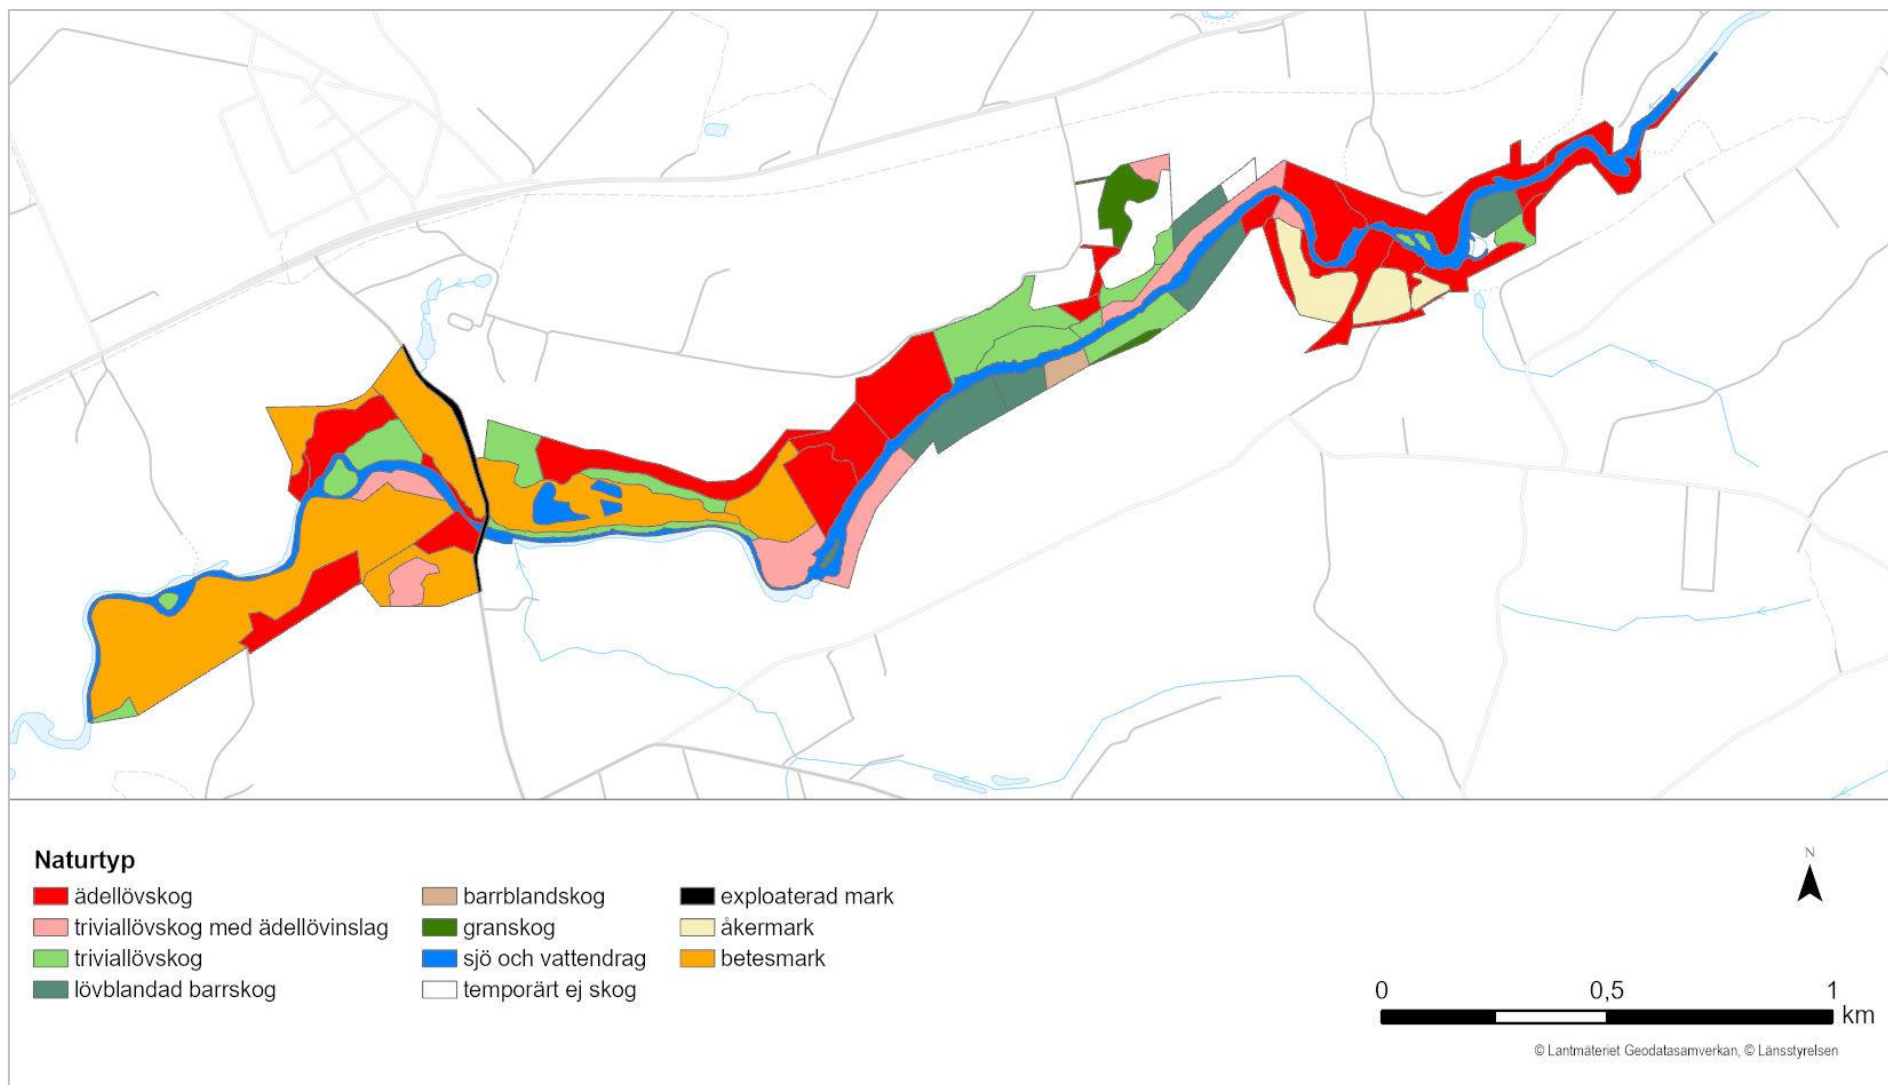 Naturtyp
ädellövskog
triviallövskog med ädellövinslag
triviallövskog
lövblandad barrskog
barrblandskog
granskog
sjö och vattendrag
temporärt ej skog
exploaterad mark
åkermark
betesmark
N
0 0,5 1
km
© Lantmäteriet Geodatasamverkan, © Länsstyrelsen